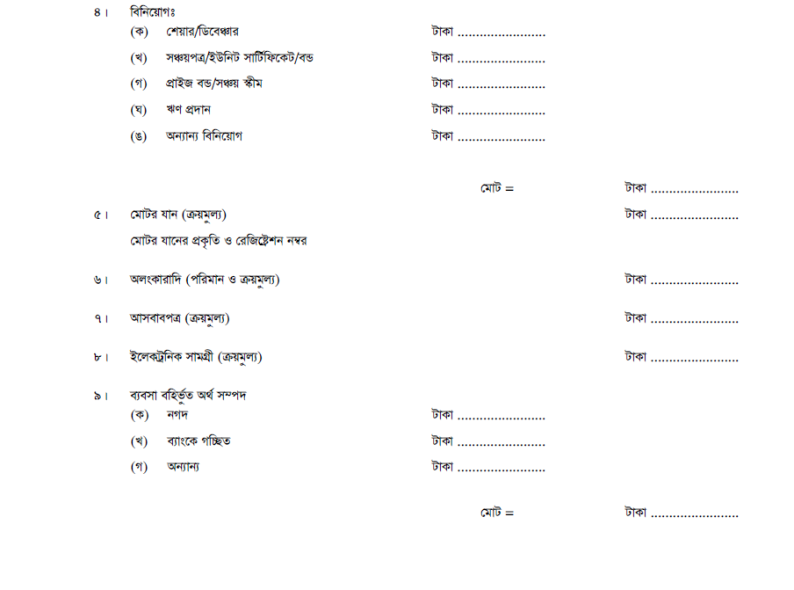 ৪। বিনিয়োগঃ
(ক) শেয়ার/ডিবেঞ্চার টাকা ........................
(খ) সঞ্চয়পত্র/ইউনিট সার্টিফিকেট/বন্ড টাকা ........................
(গ) প্রাইজ বন্ড/সঞ্চয় স্কীম টাকা ........................
(ঘ) ঋণ প্রদান টাকা ........................
(ঙ) অন্যান্য বিনিয়োগ টাকা ........................
মোট = টাকা ........................
৫। মোটর যান (ক্রয়মুল্য) টাকা ........................
মোটর যানের প্রকৃতি ও রেজিষ্ট্রেশন নম্বর
৬। অলংকারাদি (পরিমান ও ক্রয়মুল্য) টাকা ........................
৭। আসবাবপত্র (ক্রয়মুল্য) টাকা ........................
৮। ইলেকট্রনিক সামগ্রী (ক্রয়মুল্য) টাকা ........................
৯। ব্যবসা বহির্ভুত অর্থ সম্পদ
(ক) নগদ টাকা ........................
(খ) ব্যাংকে গচ্ছিত টাকা ........................
(গ) অন্যান্য টাকা ........................
মোট = টাকা ........................